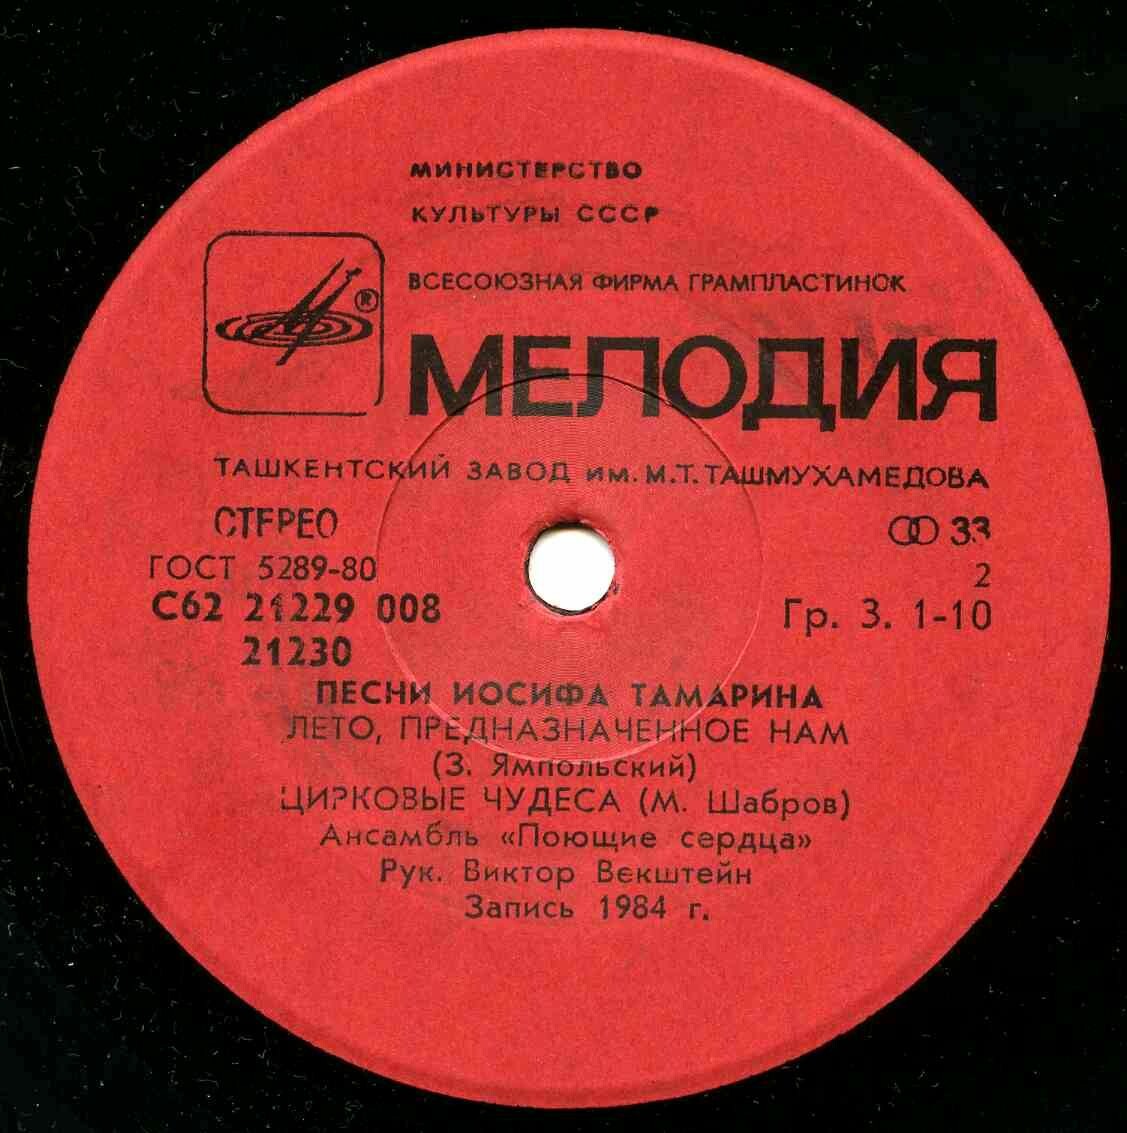 МИНИСТЕРСТВО
КУЛЬТУРЫ СССР
ВСЕСОЮЗНАЯ ФИРМА ГРАМПЛАСТИНОК
®
МЕЛОДИЯ
ТАШКЕНТСКИЙ ЗАВОД им. М.Т. ТАШМУХАМЕДОВА
СТЕРЕО
33
ГОСТ 5289-80
2
С62 21229 008
Гр. 3. 1-10
21230
ПЕСНИ ИОСИФА ТАМАРИНА
ЛЕТО, ПРЕДНАЗНАЧЕННОЕ НАМ
(З. Ямпольский)
ЦИРКОВЫЕ ЧУДЕСА (М. Шабров)
Ансамбль «Поющие сердца»
Рук. Виктор Векштейн
Запись 1984 г.